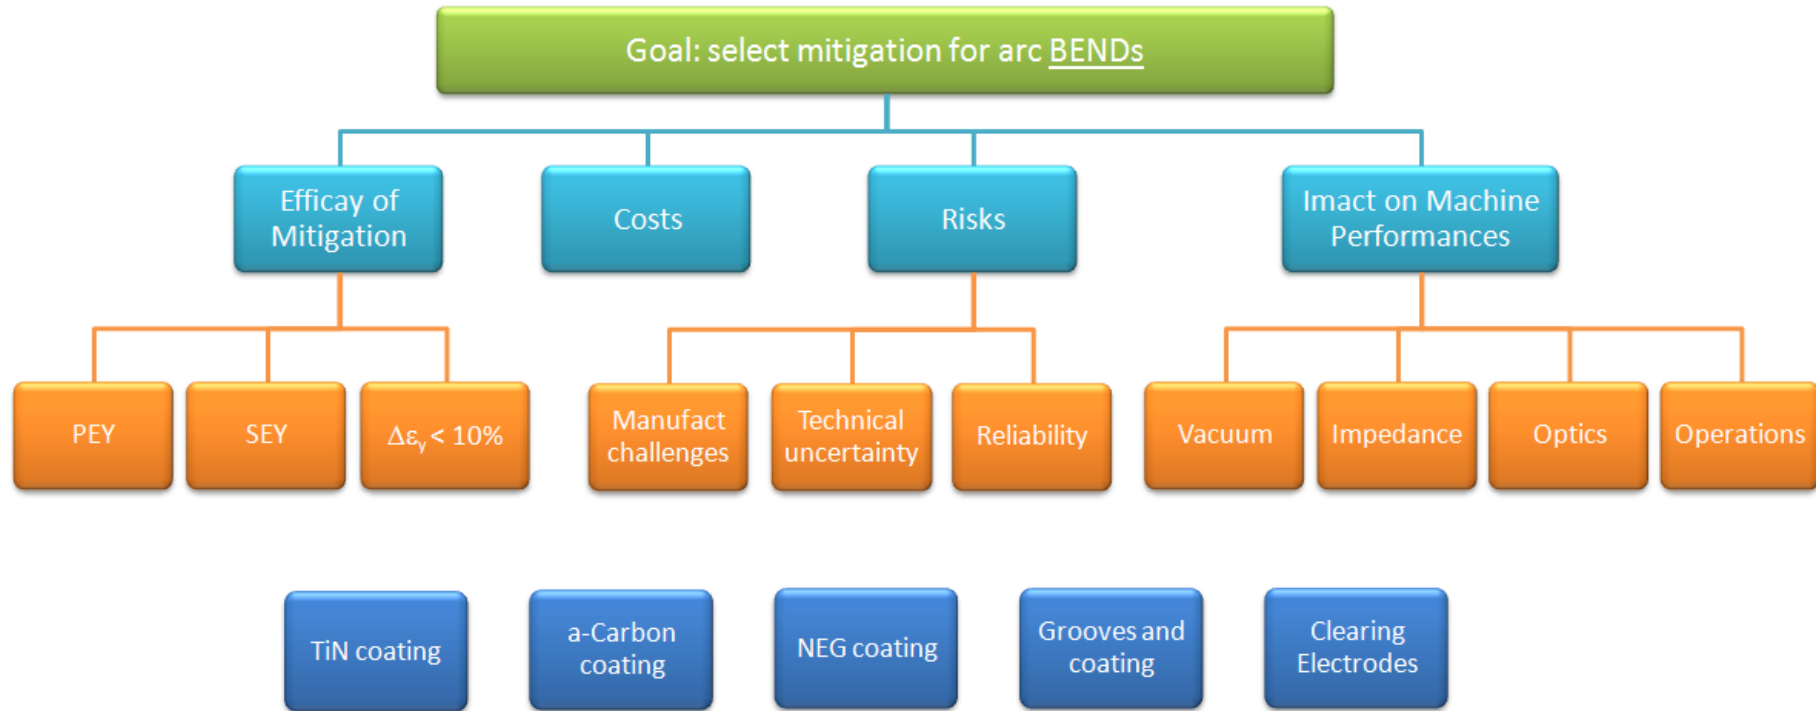 Goal: select mitigation for arc BENDs
Efficay of
Mitigation
Costs
Risks
Imact on Machine
Performances
PEY
SEY
Δεy < 10%
Manufact
challenges
Technical
uncertainty
Reliability
Vacuum
Impedance
Optics
Operations
TiN coating
a-Carbon
coating
NEG coating
Grooves and
coating
Clearing
Electrodes